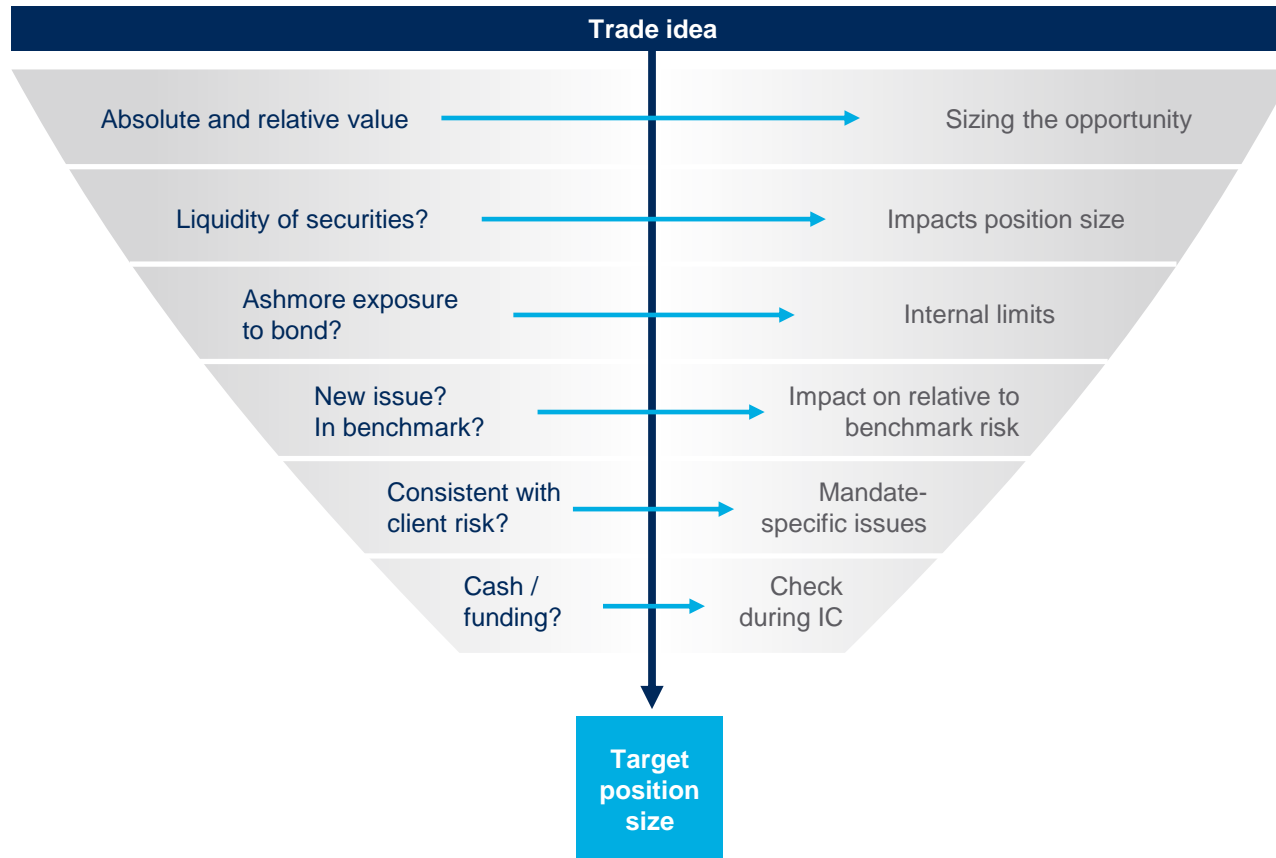 Trade idea
Absolute and relative value
Sizing the opportunity
Liquidity of securities?
Impacts position size
Ashmore exposure
to bond?
Internal limits
New issue?
In benchmark?
Impact on relative to
benchmark risk
Consistent with
client risk?
Mandate-
specific issues
Cash /
funding?
Check
during IC
Target
position
size